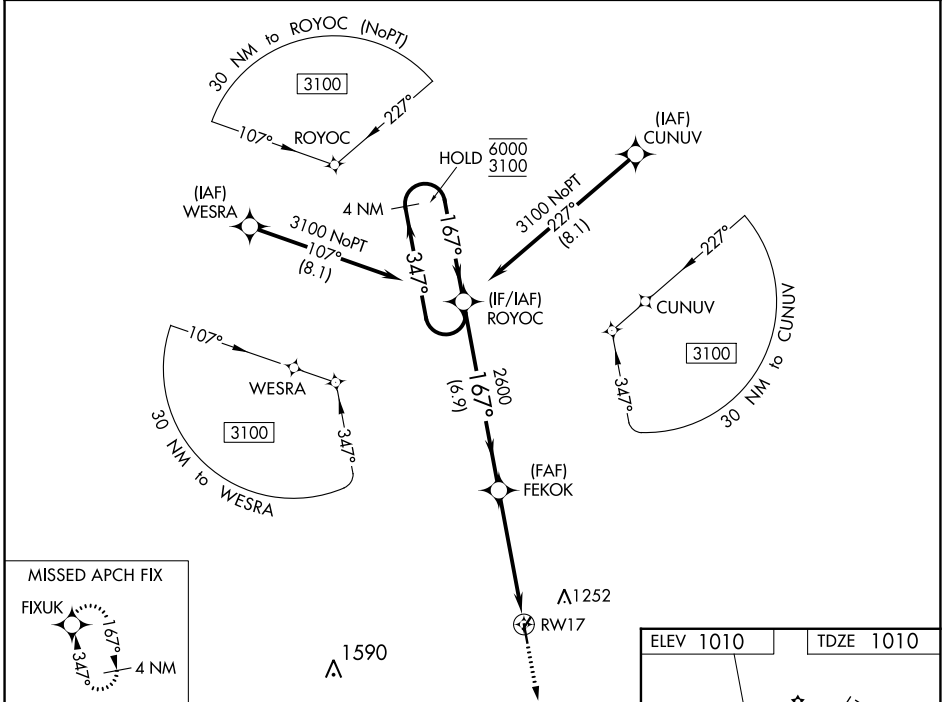 30 NM to ROYOC (NoPT)
3100
107°
227°
ROYOC
HOLD
6000
3100
(IAF)
CUNUV
(IAF)
WESRA
4 NM
3100 NoPT
107°
(8.1)
3100 NoPT
227°
(8.1)
167°
347°
(IF/IAF)
ROYOC
227°
CUNUV
3100
347°
30 NM to CUNUV
107°
WESRA
3100
347°
30 NM to WESRA
2600
167°
(6.9)
(FAF)
FEKOK
MISSED APCH FIX
FIXUK
167°
347°
4 NM
1590
1252
RW17
ELEV 1010
TDZE 1010